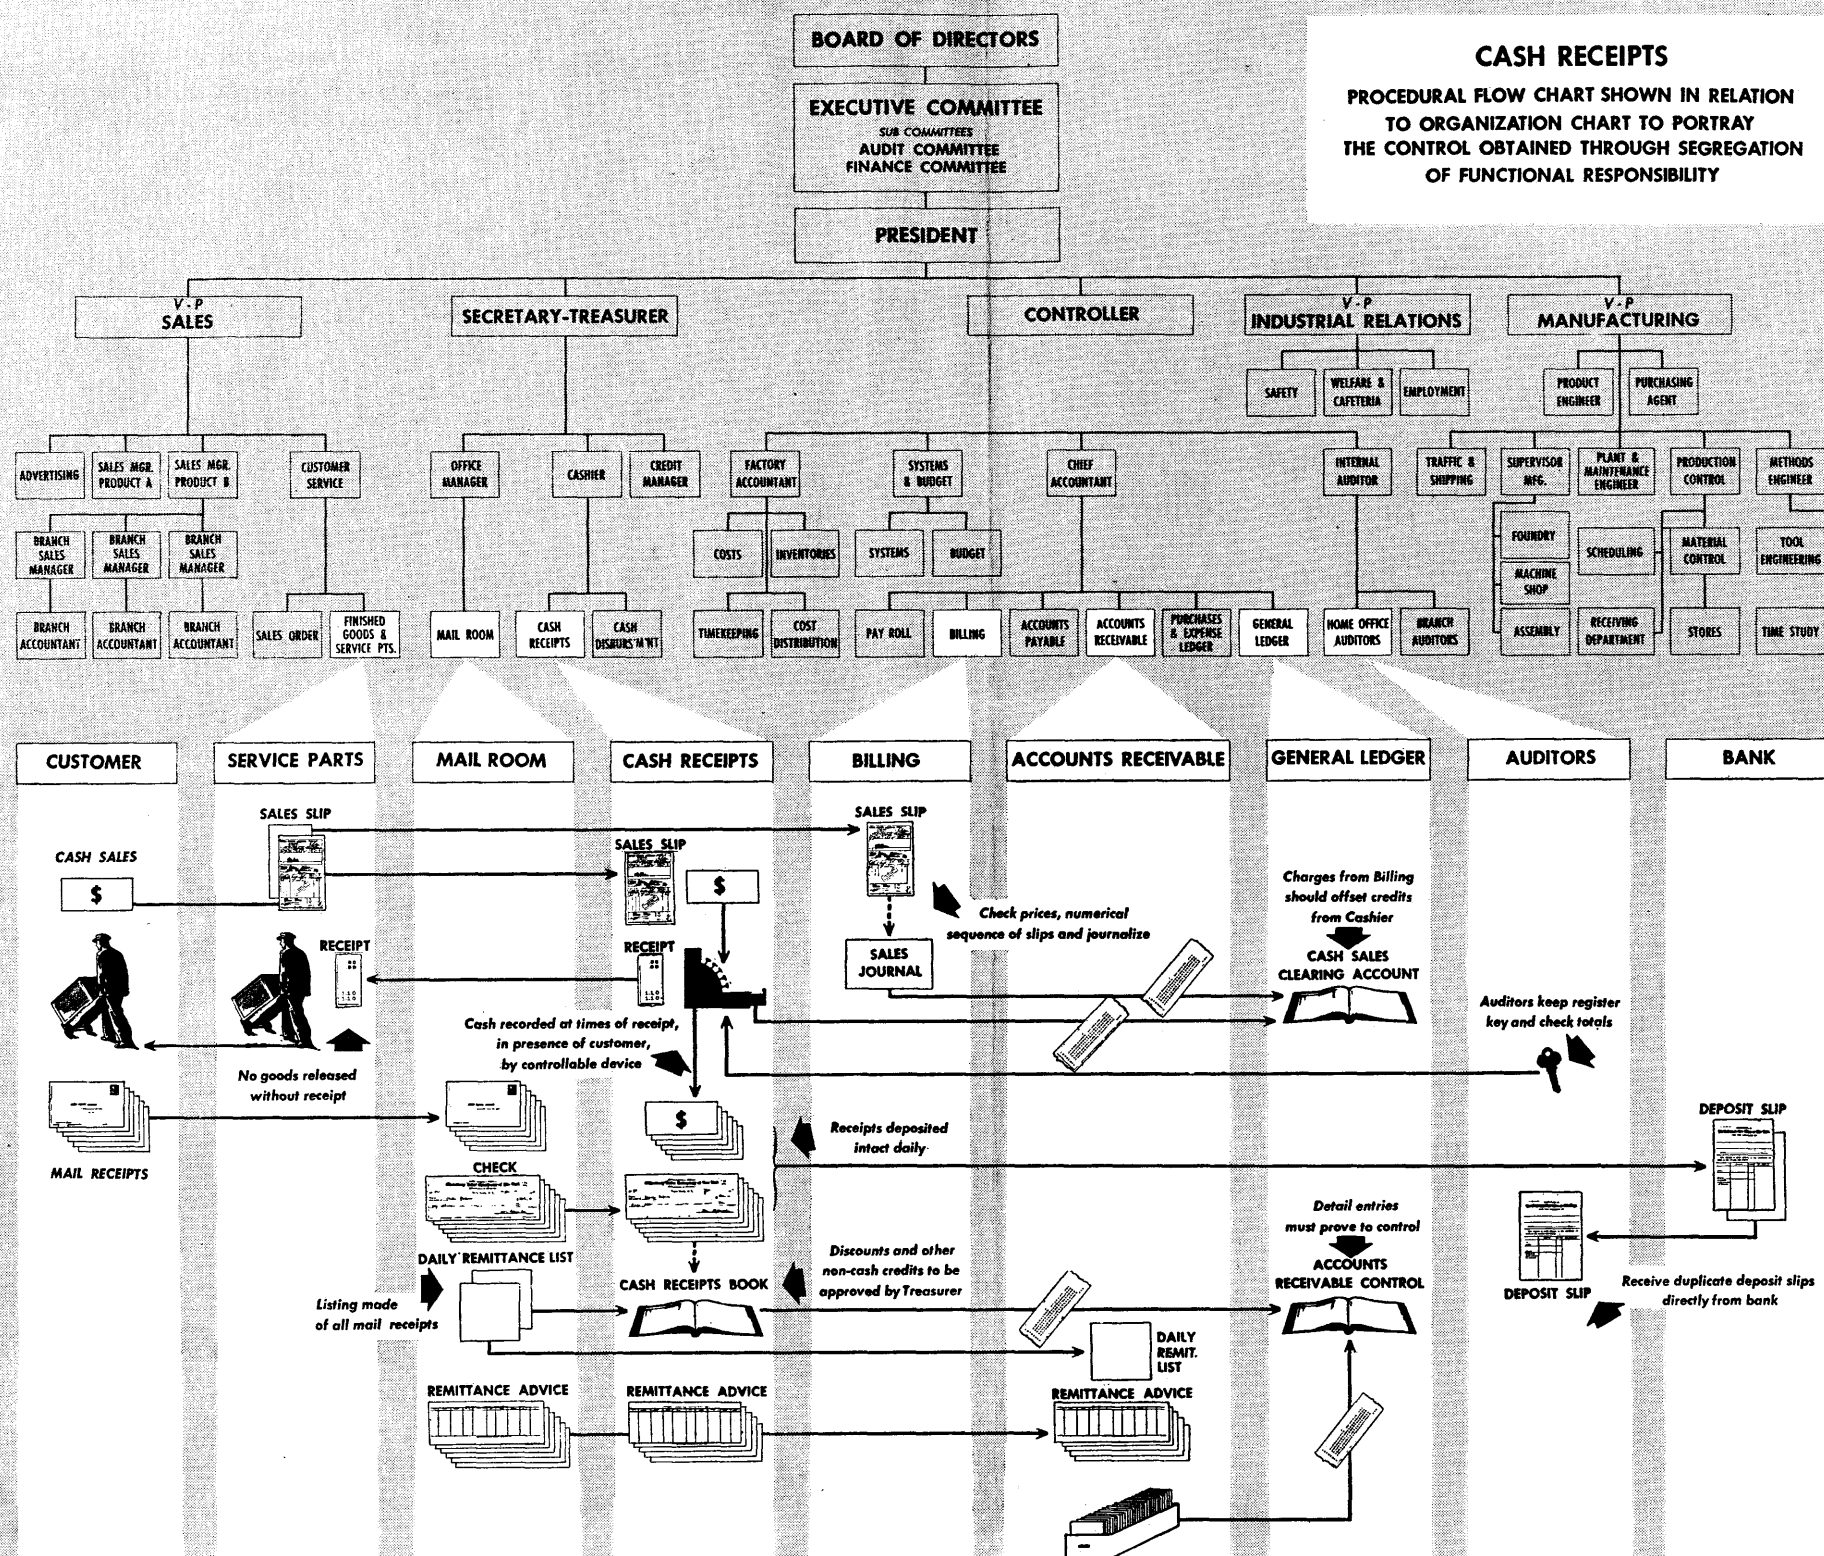 BOARD OF DIRECTORS
EXECUTIVE COMMITTEE
SUB COMMITTEES
AUDIT COMMITTEE
FINANCE COMMITTEE
PRESIDENT
CASH RECEIPTS
PROCEDURAL FLOW CHART SHOWN IN RELATION
TO ORGANIZATION CHART TO PORTRAY
THE CONTROL OBTAINED THROUGH SEGREGATION
OF FUNCTIONAL RESPONSIBILITY
V-P
SALES
SECRETARY-TREASURER
CONTROLLER
V-P
INDUSTRIAL RELATIONS
V-P
MANUFACTURING
SAFETY
WELFARE &
CAFETERIA
EMPLOYMENT
PRODUCT
ENGINEER
PURCHASING
AGENT
ADVERTISING
SALES MGR.
PRODUCT A
SALES MGR.
PRODUCT B
CUSTOMER
SERVICE
OFFICE
MANAGER
CASHIER
CREDIT
MANAGER
FACTORY
ACCOUNTANT
SYSTEMS
& BUDGET
CHIEF
ACCOUNTANT
INTERNAL
AUDITOR
TRAFFIC &
SHIPPING
SUPERVISOR
MFG.
PLANT &
MAINTENANCE
ENGINEER
PRODUCTION
CONTROL
METHODS
ENGINEER
BRANCH
SALES
MANAGER
BRANCH
SALES
MANAGER
BRANCH
SALES
MANAGER
COSTS
INVENTORIES
SYSTEMS
BUDGET
FOUNDRY
MACHINE
SHOP
SCHEDULING
MATERIAL
CONTROL
TOOL
ENGINEERING
BRANCH
ACCOUNTANT
BRANCH
ACCOUNTANT
BRANCH
ACCOUNTANT
SALES ORDER
FINISHED
GOODS &
SERVICE PTS.
MAIL ROOM
CASH
RECEIPTS
CASH
DISBURS'M'NT
TIMEKEEPING
COST
DISTRIBUTION
PAY ROLL
BILLING
ACCOUNTS
PAYABLE
ACCOUNTS
RECEIVABLE
PURCHASES
& EXPENSE
LEDGER
GENERAL
LEDGER
HOME OFFICE
AUDITORS
BRANCH
AUDITORS
ASSEMBLY
RECEIVING
DEPARTMENT
STORES
TIME STUDY
CUSTOMER
SERVICE PARTS
MAIL ROOM
CASH RECEIPTS
BILLING
ACCOUNTS RECEIVABLE
GENERAL LEDGER
AUDITORS
BANK
SALES SLIP
SALES SLIP
SALES SLIP
CASH SALES
$
$
Charges from Billing
should offset credits
from Cashier
Check prices, numerical
sequence of slips and journalize
RECEIPT
RECEIPT
SALES
JOURNAL
CASH SALES
CLEARING ACCOUNT
Auditors keep register
key and check totals
Cash recorded at times of receipt,
in presence of customer,
by controllable device
No goods released
without receipt
$
Receipts deposited
intact daily
DEPOSIT SLIP
MAIL RECEIPTS
CHECK
Detail entries
must prove to control
DAILY REMITTANCE LIST
Discounts and other
non-cash credits to be
approved by Treasurer
CASH RECEIPTS BOOK
ACCOUNTS
RECEIVABLE CONTROL
DEPOSIT SLIP
Receive duplicate deposit slips
directly from bank
Listing made
of all mail receipts
DAILY
REMIT.
LIST
REMITTANCE ADVICE
REMITTANCE ADVICE
REMITTANCE ADVICE